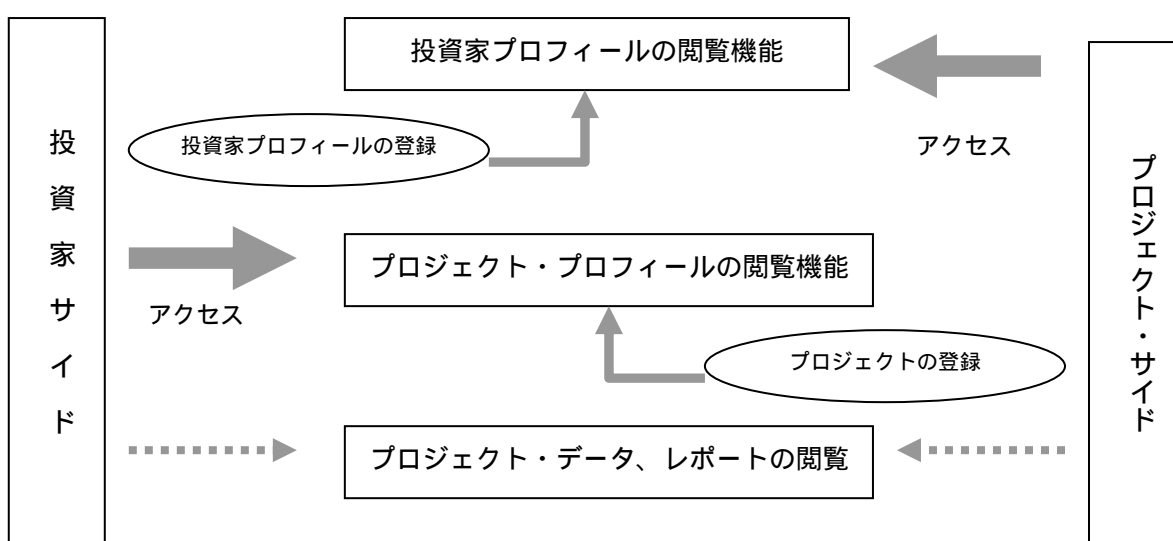 投資家サイド
投資家プロフィールの閲覧機能
投資家プロフィールの登録
アクセス
プロジェクト・プロフィールの閲覧機能
アクセス
プロジェクトの登録
プロジェクト・データ、レポートの閲覧
プロジェクト・サイド